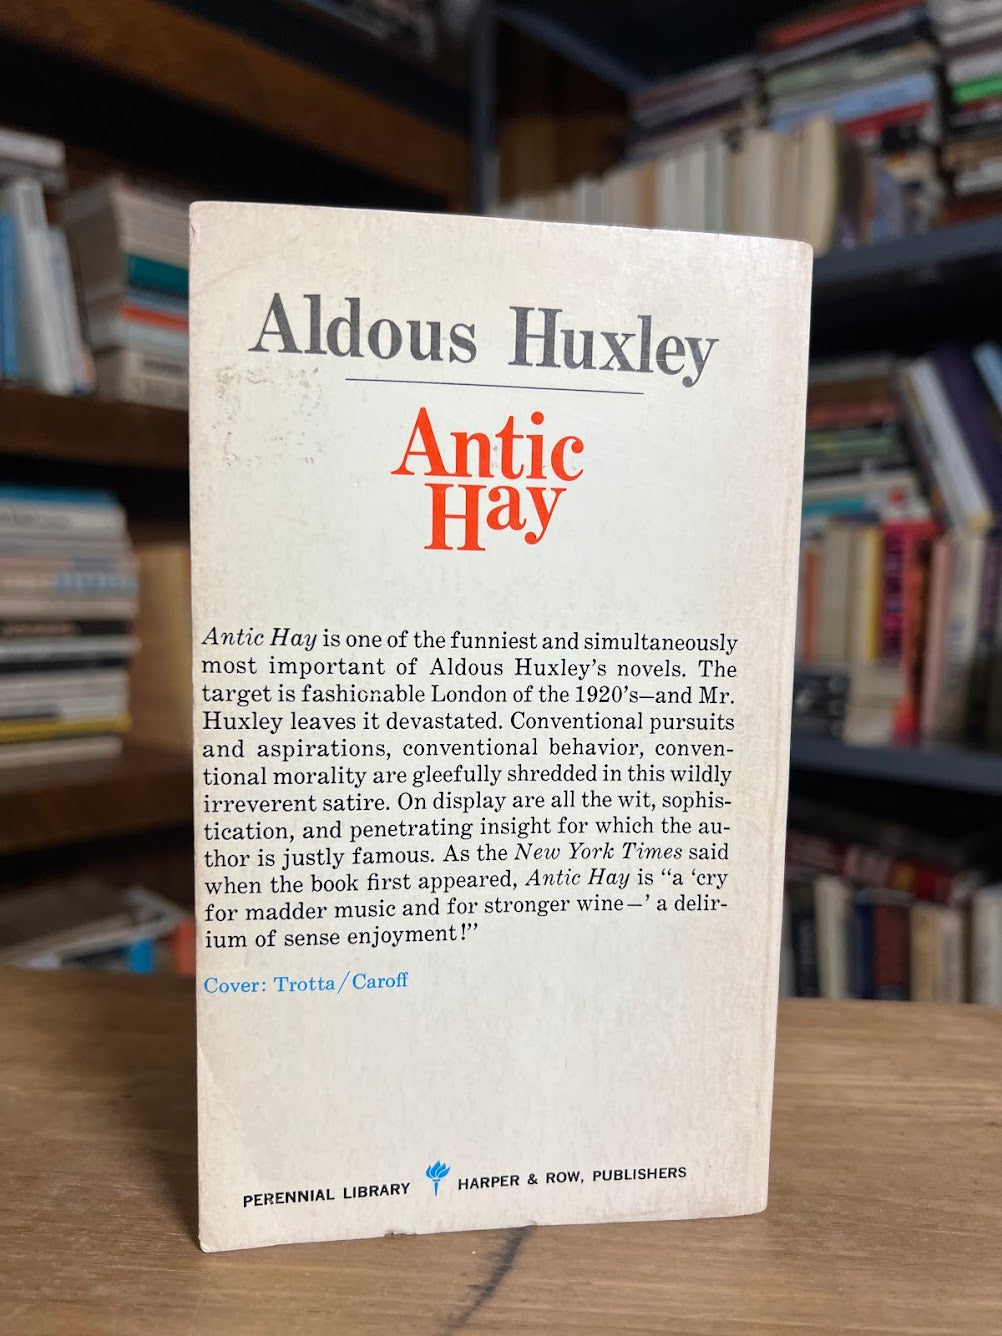 Aldous Huxley
Antic
Hay
Antic Hay is one of the funniest and simultaneously
most important of Aldous Huxley's novels. The
target is fashionable London of the 1920's—and Mr.
Huxley leaves it devastated. Conventional pursuits
and aspirations, conventional behavior, conven-
tional morality are gleefully shredded in this wildly
irreverent satire. On display are all the wit, sophis-
tication, and penetrating insight for which the au-
thor is justly famous. As the New York Times said
when the book first appeared, Antic Hay is "a 'cry
for madder music and for stronger wine—' a delir-
ium of sense enjoyment!"
Cover: Trotta/Caroff
PERENNIAL LIBRARY HARPER & ROW, PUBLISHERS